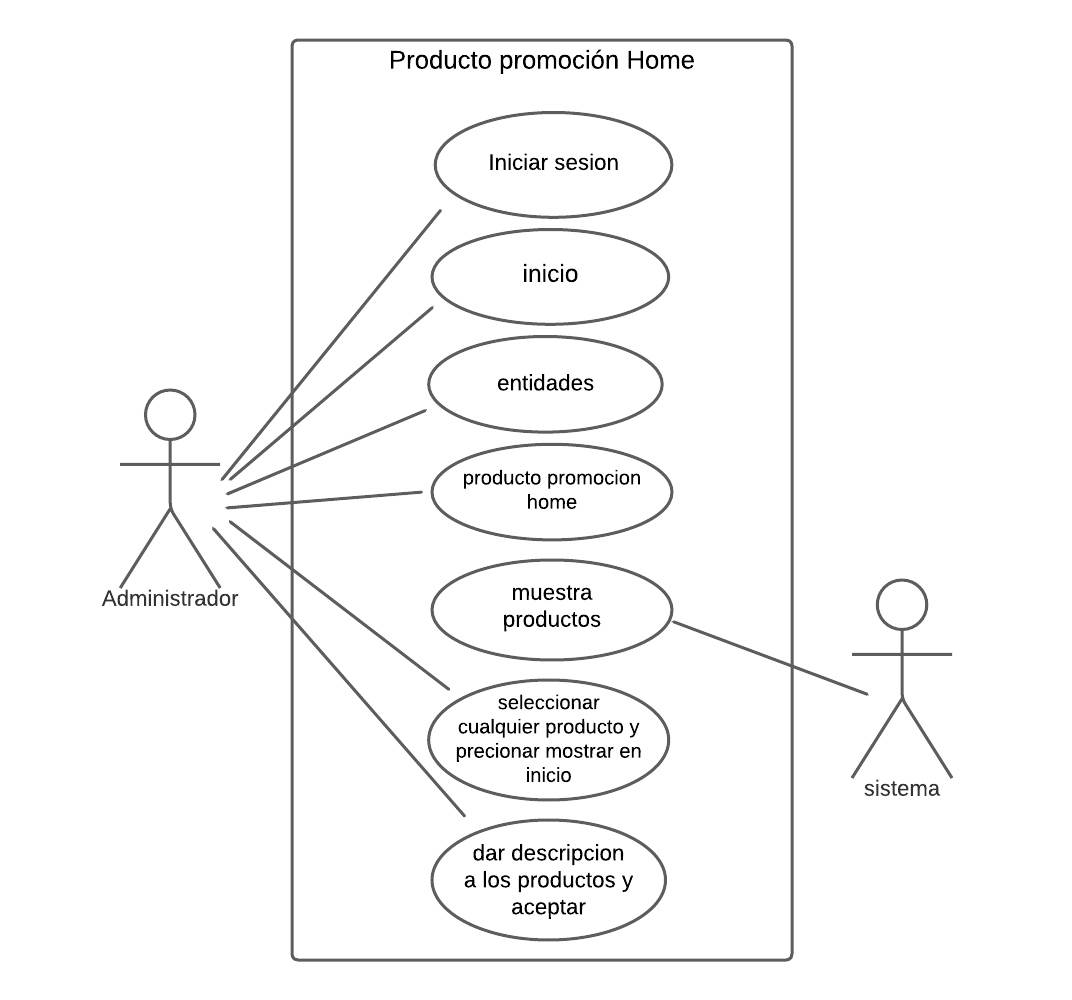 Producto promoción Home
Iniciar sesion
inicio
entidades
producto promocion
home
Administrador
muestra
productos
seleccionar
cualquier producto y
precionar mostrar en
inicio
sistema
dar descripcion
a los productos y
aceptar